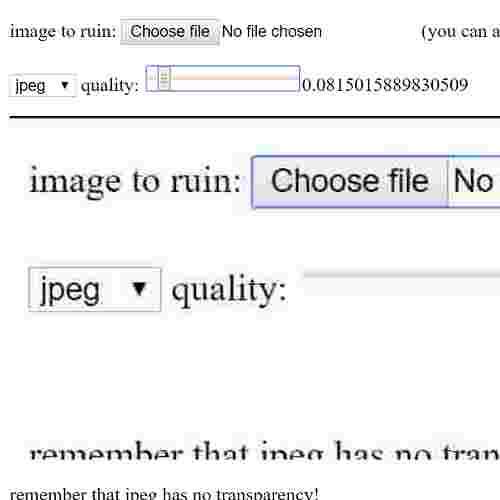 image to ruin: Choose file No file chosen (you can a
jpeg ▼ quality: 0.0815015889830509
image to ruin: Choose file No
jpeg ▼ quality:
remember that jpeg has no tran
remember that jpeg has no transparency!